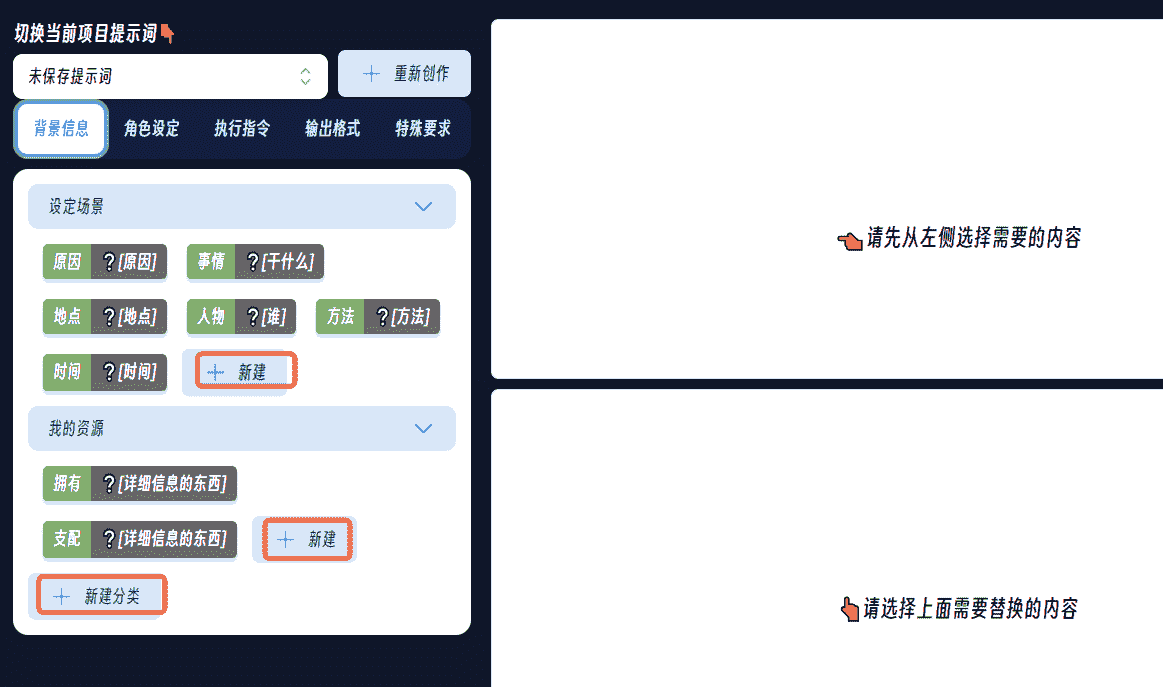 切换当前项目提示词
未保存提示词
重新创作
背景信息 角色设定 执行指令 输出格式 特殊要求
设定场景
原因 ?[原因] 事情 ?[干什么]
地点 ?[地点] 人物 ?[谁] 方法 ?[方法]
时间 ?[时间] 新建
我的资源
拥有 ?[详细信息的东西]
支配 ?[详细信息的东西] 新建
新建分类
请先从左侧选择需要的内容
请选择上面需要替换的内容